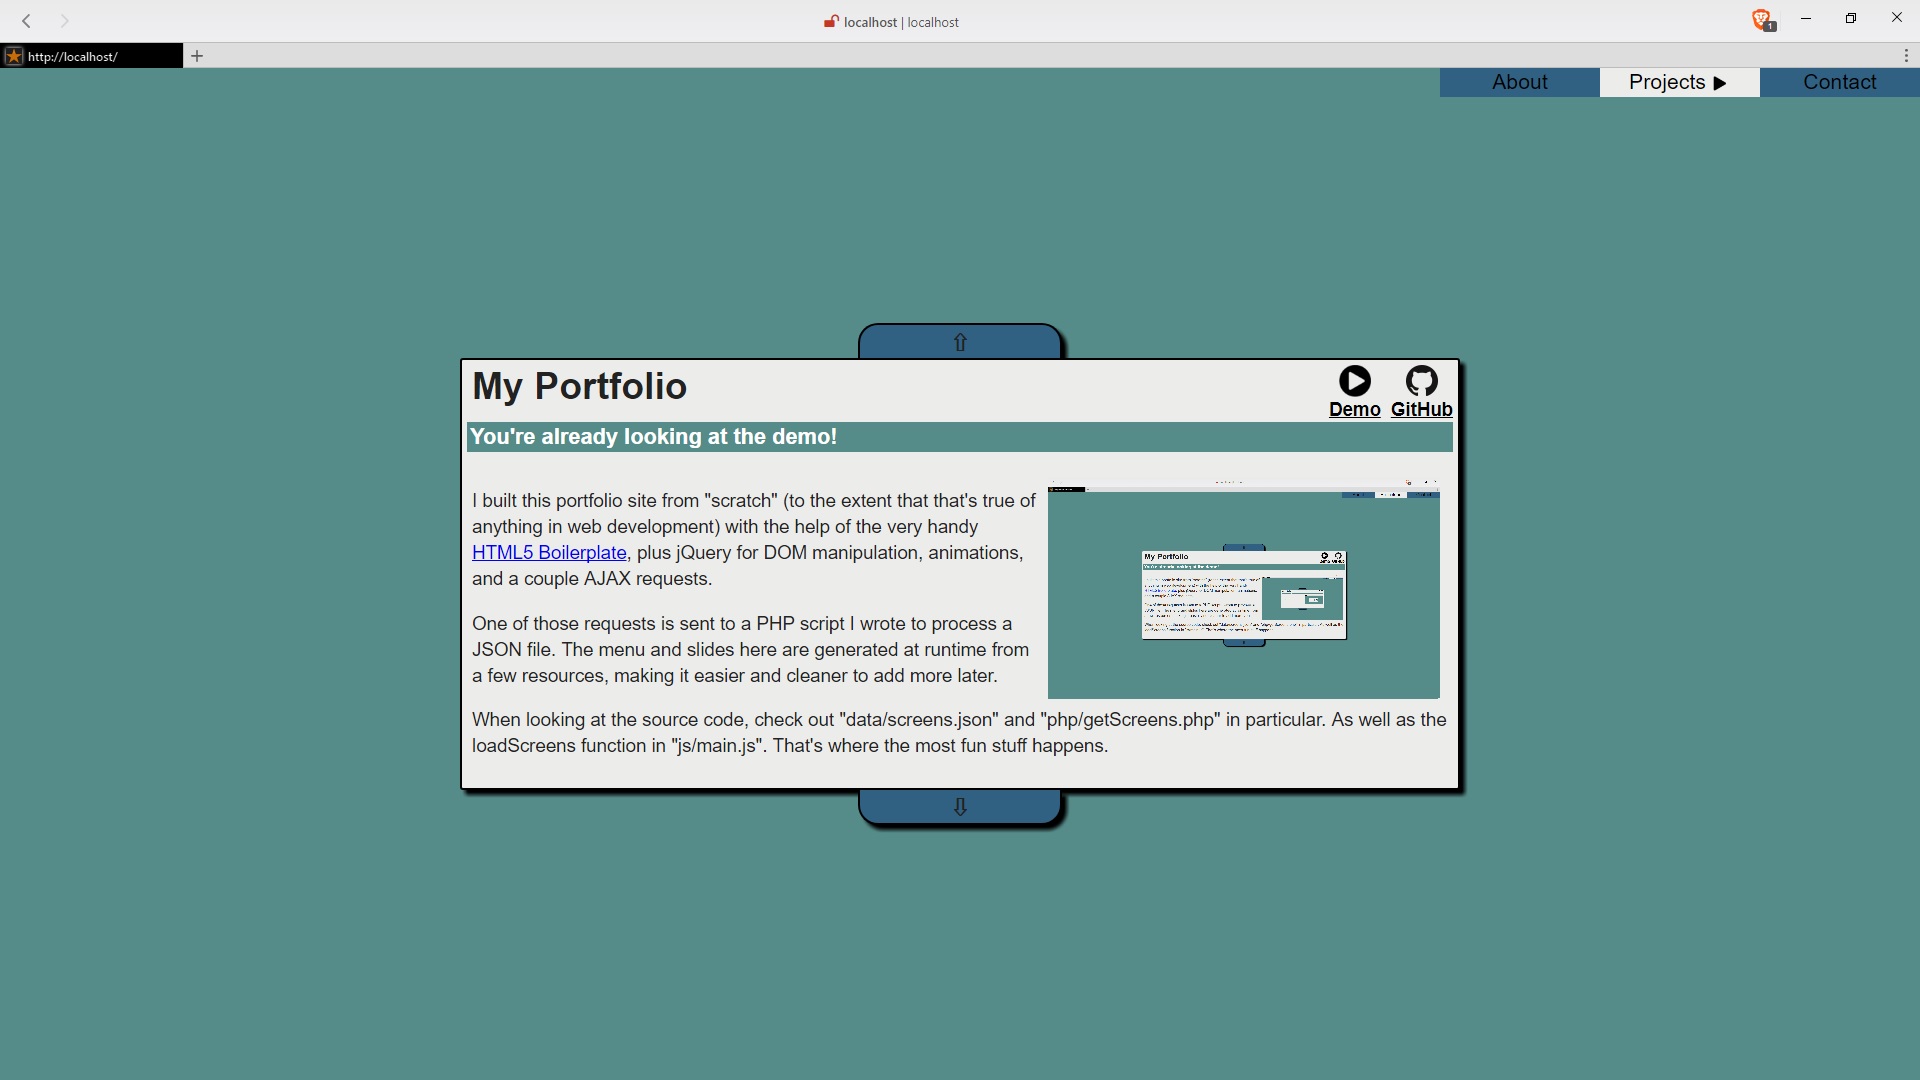 localhost | localhost
1
http://localhost/
About Projects ▶ Contact
⇧
My Portfolio
Demo GitHub
You're already looking at the demo!
I built this portfolio site from "scratch" (to the extent that that's true of
anything in web development) with the help of the very handy
HTML5 Boilerplate, plus jQuery for DOM manipulation, animations,
and a couple AJAX requests.
One of those requests is sent to a PHP script I wrote to process a
JSON file. The menu and slides here are generated at runtime from
a few resources, making it easier and cleaner to add more later.
My Portfolio
When looking at the source code, check out "data/screens.json" and "php/getScreens.php" in particular. As well as the
loadScreens function in "js/main.js". That's where the most fun stuff happens.
⇩